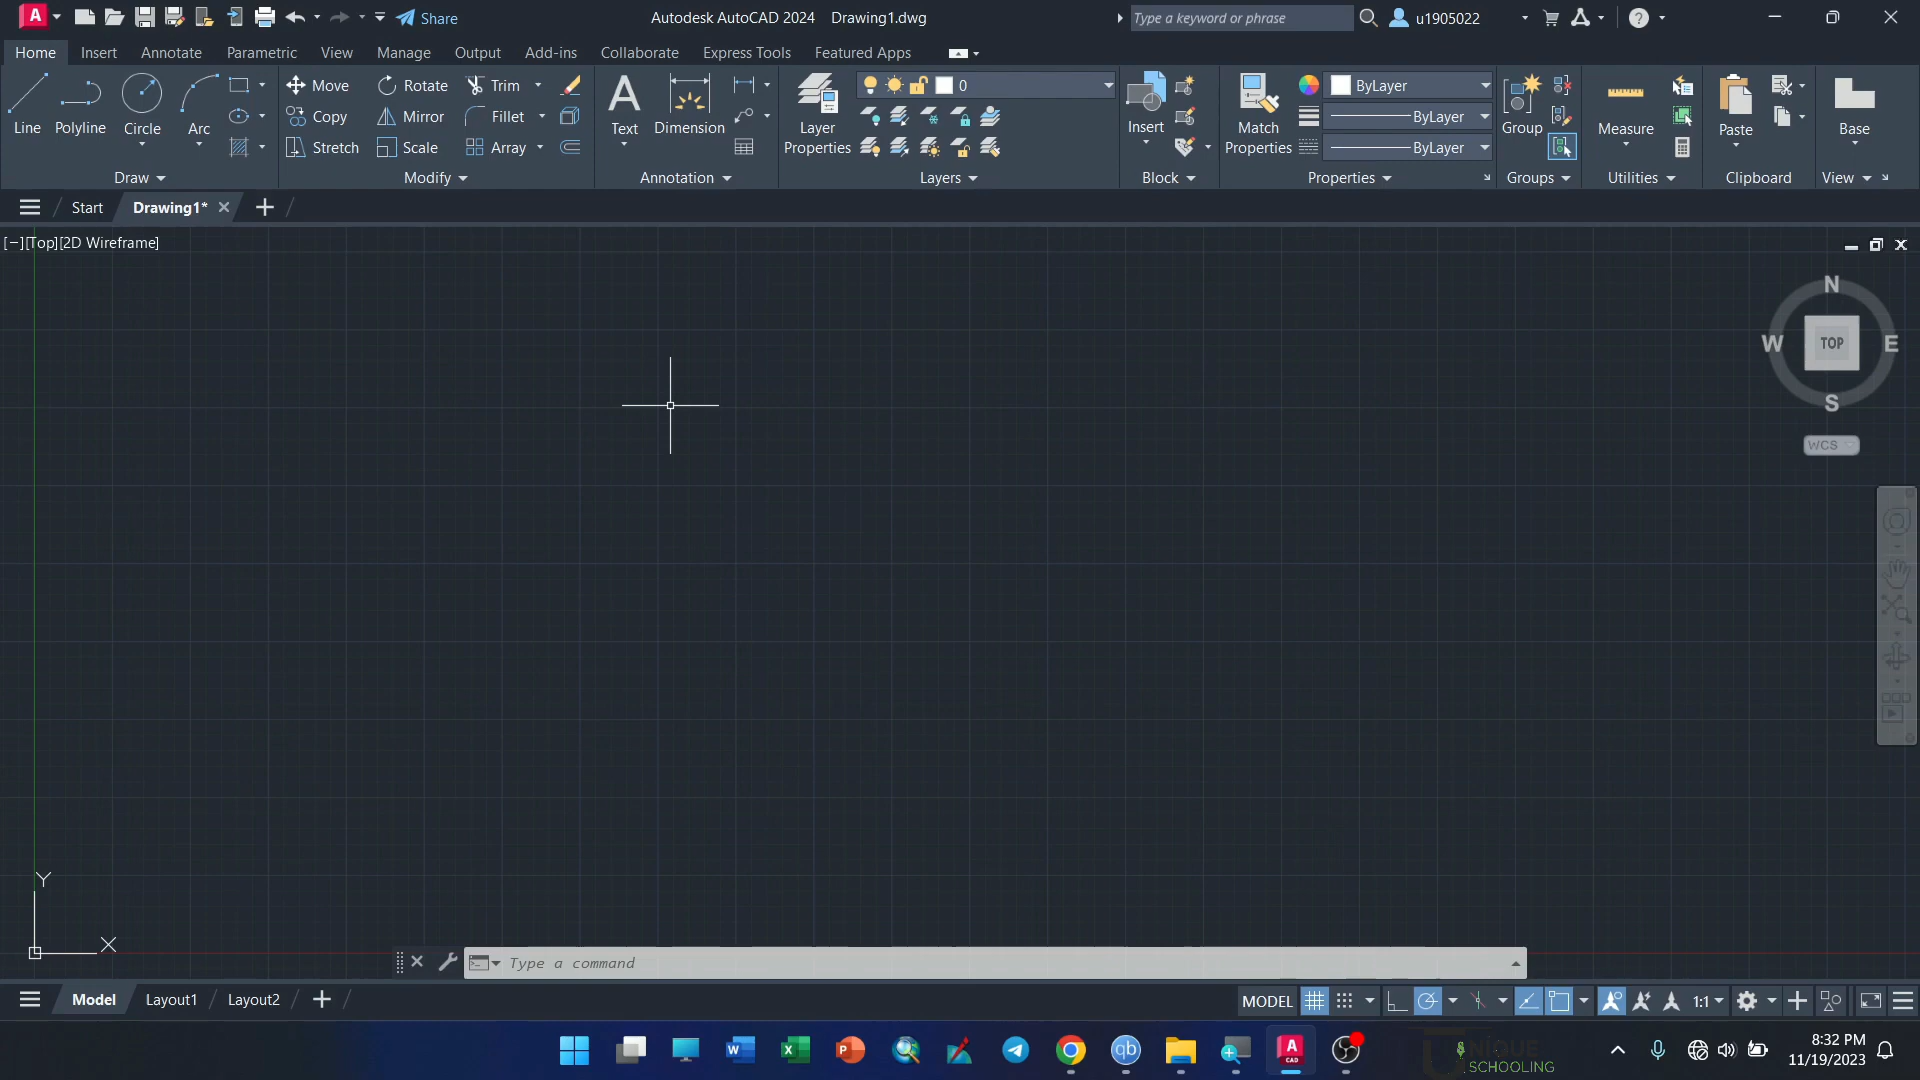 Share
Autodesk AutoCAD 2024 Drawing1.dwg
Type a keyword or phrase
u1905022
Home Insert Annotate Parametric View Manage Output Add-ins Collaborate Express Tools Featured Apps
Line Polyline Circle Arc
Move Rotate Trim
Copy Mirror Fillet
Stretch Scale Array
Text Dimension
Layer Properties
0
Insert
Match Properties
ByLayer
ByLayer
ByLayer
Group
Measure
Paste
Base
Draw Modify Annotation Layers Block Properties Groups Utilities Clipboard View
Start Drawing1*
[−][Top][2D Wireframe]
N
W TOP E
S
WCS
Y
X
Type a command
Model Layout1 Layout2
MODEL
1:1
UNIQUE
SCHOOLING
8:32 PM
11/19/2023